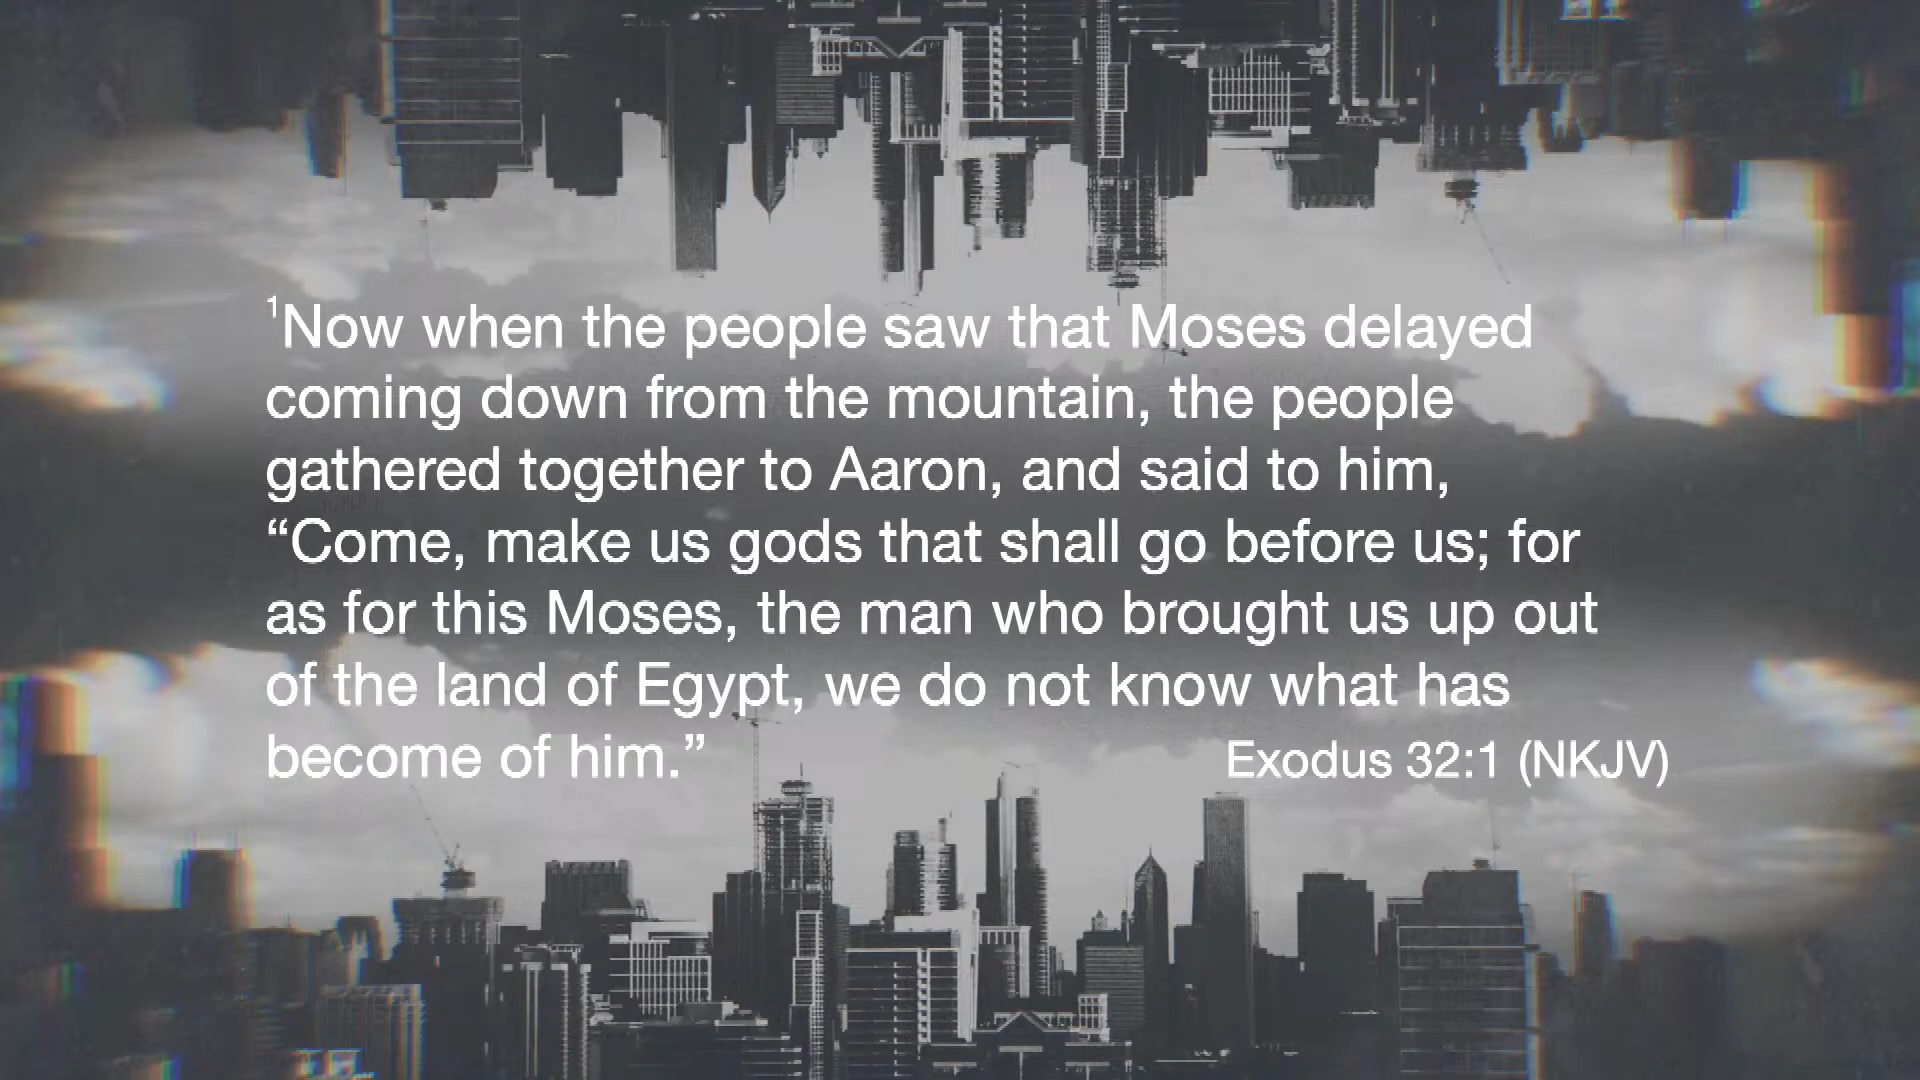 ¹Now when the people saw that Moses delayed
coming down from the mountain, the people
gathered together to Aaron, and said to him,
“Come, make us gods that shall go before us; for
as for this Moses, the man who brought us up out
of the land of Egypt, we do not know what has
become of him.”
Exodus 32:1 (NKJV)